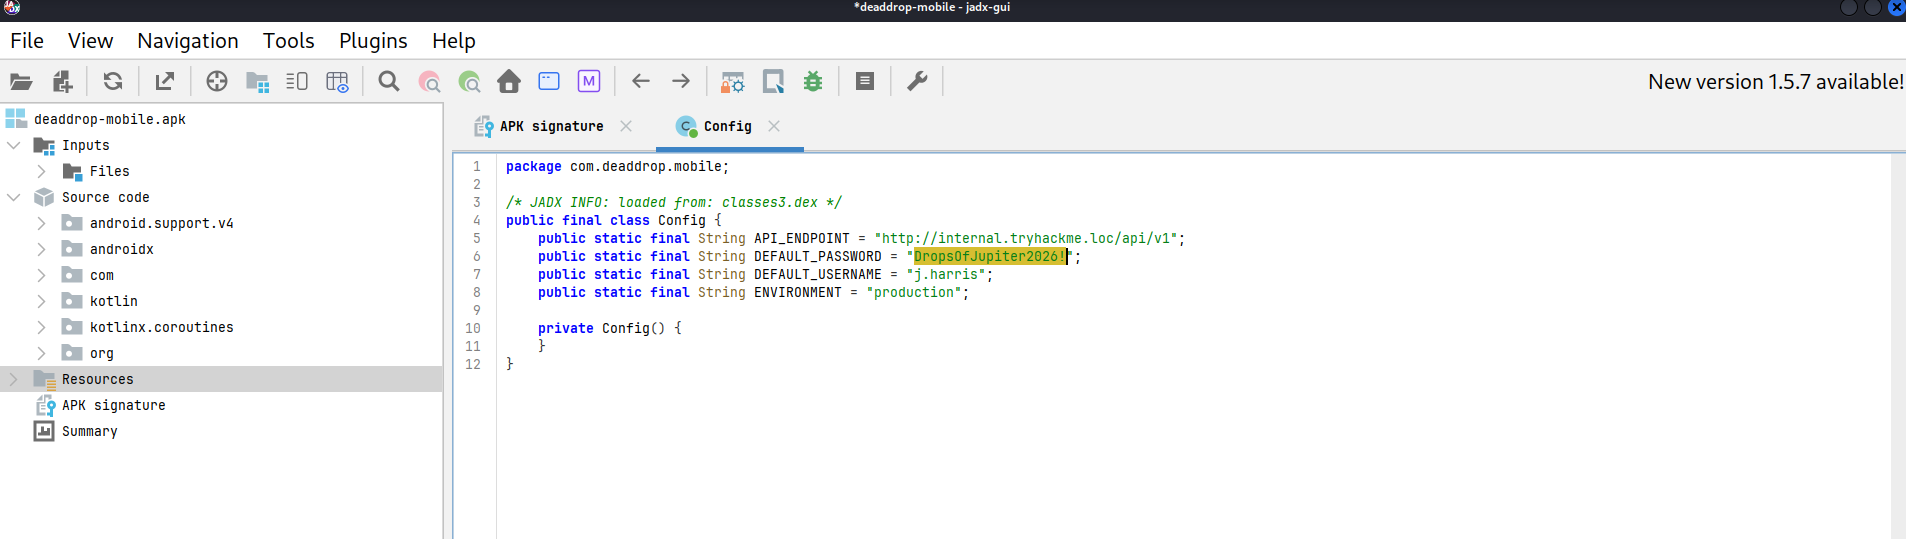 *deaddrop-mobile - jadx-gui
File View Navigation Tools Plugins Help
M
New version 1.5.7 available!
deaddrop-mobile.apk
Inputs
Files
Source code
android.support.v4
androidx
com
kotlin
kotlinx.coroutines
org
Resources
APK signature
Summary
APK signature
C Config
1 package com.deaddrop.mobile;
2
3 /* JADX INFO: loaded from: classes3.dex */
4 public final class Config {
5 public static final String API_ENDPOINT = "http://internal.tryhackme.loc/api/v1";
6 public static final String DEFAULT_PASSWORD = "DropsOfJupiter2026!";
7 public static final String DEFAULT_USERNAME = "j.harris";
8 public static final String ENVIRONMENT = "production";
9
10 private Config() {
11 }
12 }